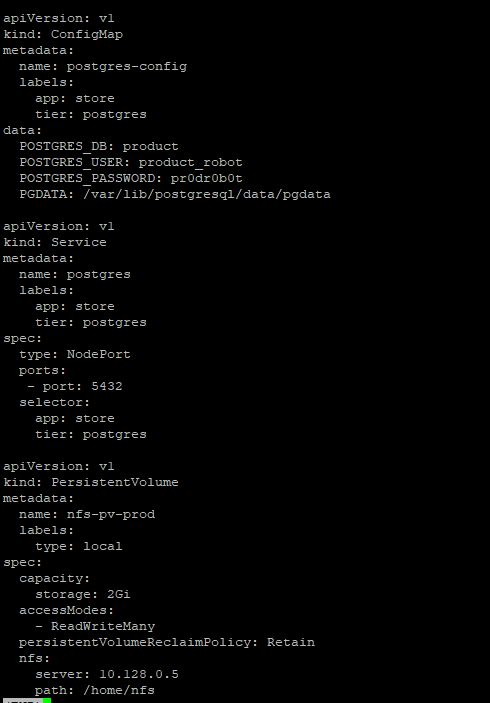 apiVersion: v1
kind: ConfigMap
metadata:
  name: postgres-config
  labels:
    app: store
    tier: postgres
data:
  POSTGRES_DB: product
  POSTGRES_USER: product_robot
  POSTGRES_PASSWORD: pr0dr0b0t
  PGDATA: /var/lib/postgresql/data/pgdata

apiVersion: v1
kind: Service
metadata:
  name: postgres
  labels:
    app: store
    tier: postgres
spec:
  type: NodePort
  ports:
   - port: 5432
  selector:
    app: store
    tier: postgres

apiVersion: v1
kind: PersistentVolume
metadata:
  name: nfs-pv-prod
  labels:
    type: local
spec:
  capacity:
    storage: 2Gi
  accessModes:
    - ReadWriteMany
  persistentVolumeReclaimPolicy: Retain
  nfs:
    server: 10.128.0.5
    path: /home/nfs